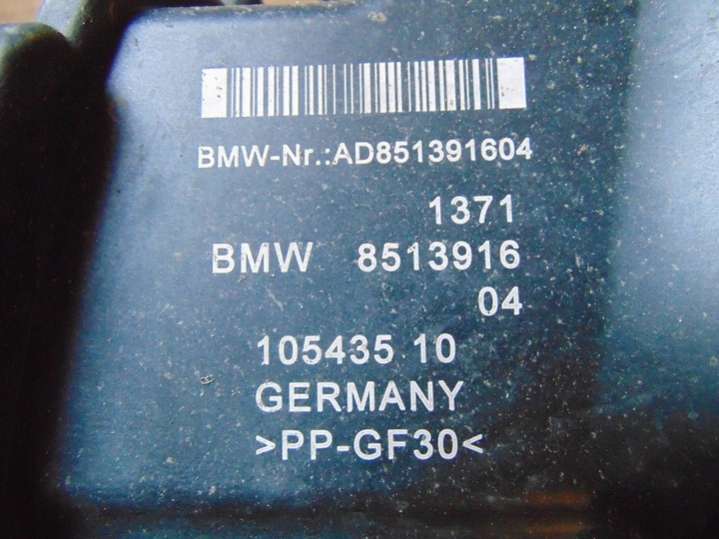 BMW-Nr.:AD851391604
1371
BMW 8513916
04
105435 10
GERMANY
>PP-GF30<